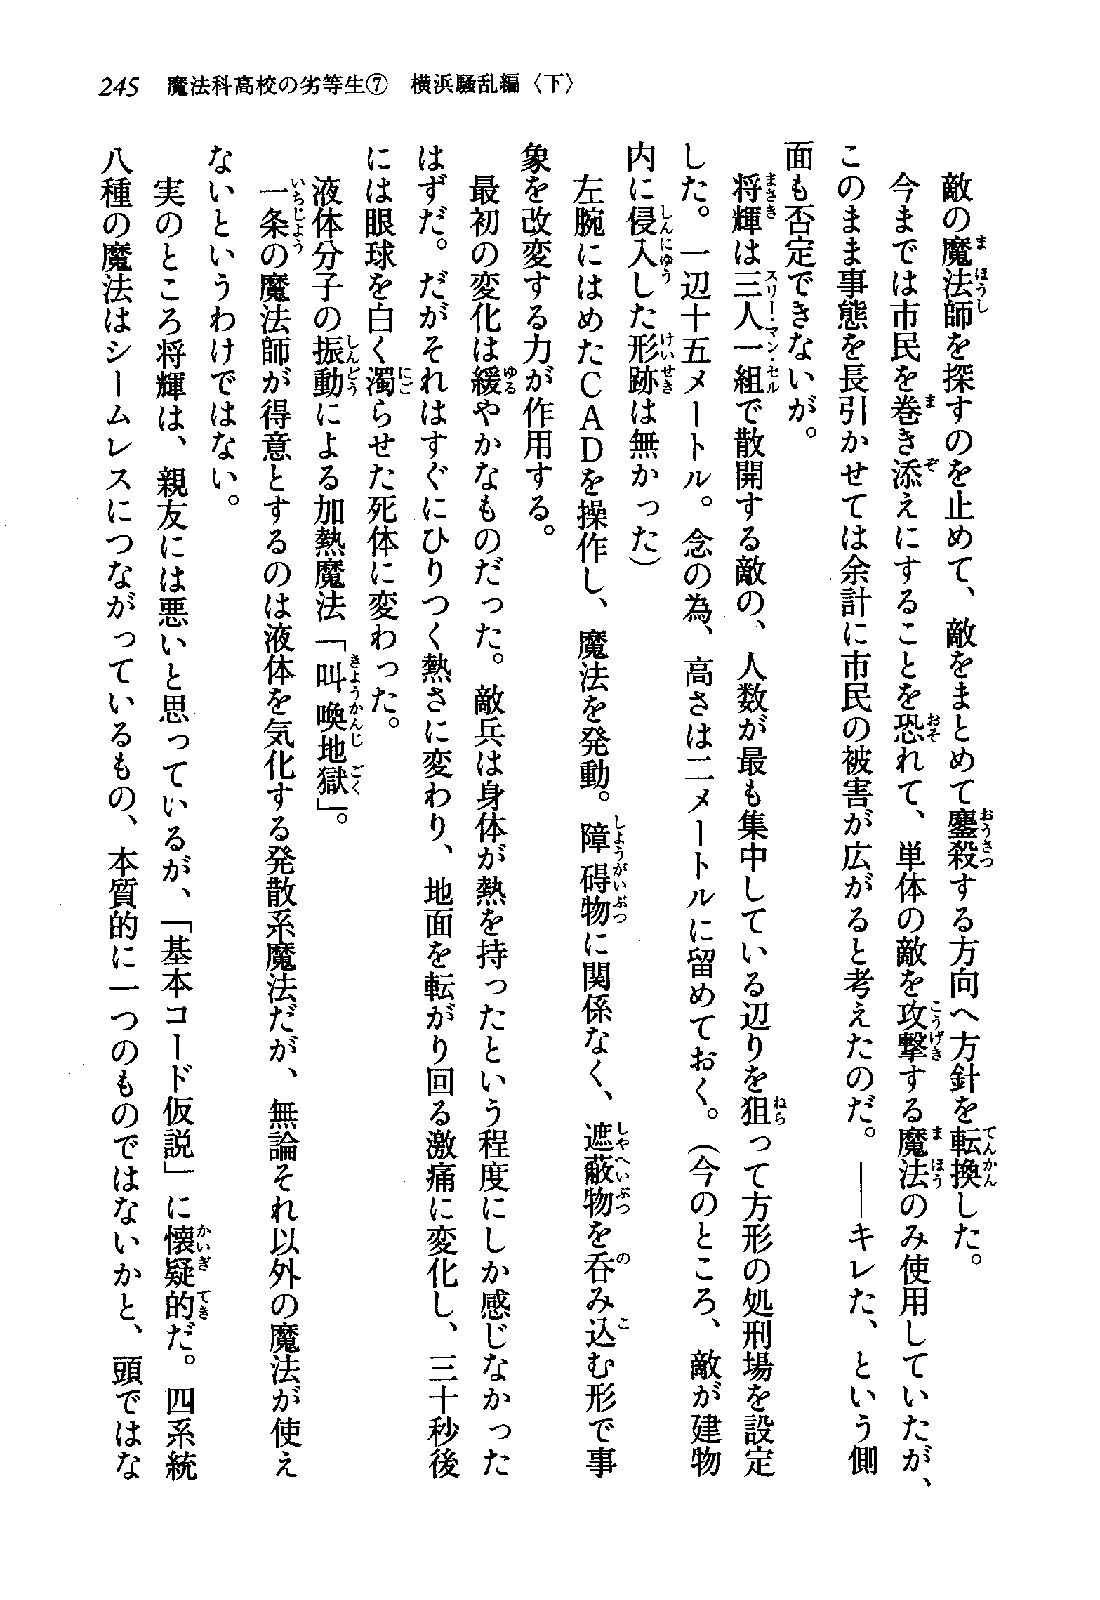 245　魔法科高校の劣等生⑦　横浜騒乱編〈下〉
　敵の魔法師を探すのを止めて、敵をまとめて鏖殺する方向へ方針を転換した。
　今までは市民を巻き添えにすることを恐れて、単体の敵を攻撃する魔法のみ使用していたが、
このまま事態を長引かせては余計に市民の被害が広がると考えたのだ。――キレた、という側
面も否定できないが。
　将輝は三人一組で散開する敵の、人数が最も集中している辺りを狙って方形の処刑場を設定
した。一辺十五メートル。念の為、高さは二メートルに留めておく。（今のところ、敵が建物
内に侵入した形跡は無かった）
　左腕にはめたＣＡＤを操作し、魔法を発動。障碍物に関係なく、遮蔽物を呑み込む形で事
象を改変する力が作用する。
　最初の変化は緩やかなものだった。敵兵は身体が熱を持ったという程度にしか感じなかった
はずだ。だがそれはすぐにひりつく熱さに変わり、地面を転がり回る激痛に変化し、三十秒後
には眼球を白く濁らせた死体に変わった。
　液体分子の振動による加熱魔法「叫喚地獄」。
　一条の魔法師が得意とするのは液体を気化する発散系魔法だが、無論それ以外の魔法が使え
ないというわけではない。
　実のところ将輝は、親友には悪いと思っているが、「基本コード仮説」に懐疑的だ。四系統
八種の魔法はシームレスにつながっているもの、本質的に一つのものではないかと、頭ではな